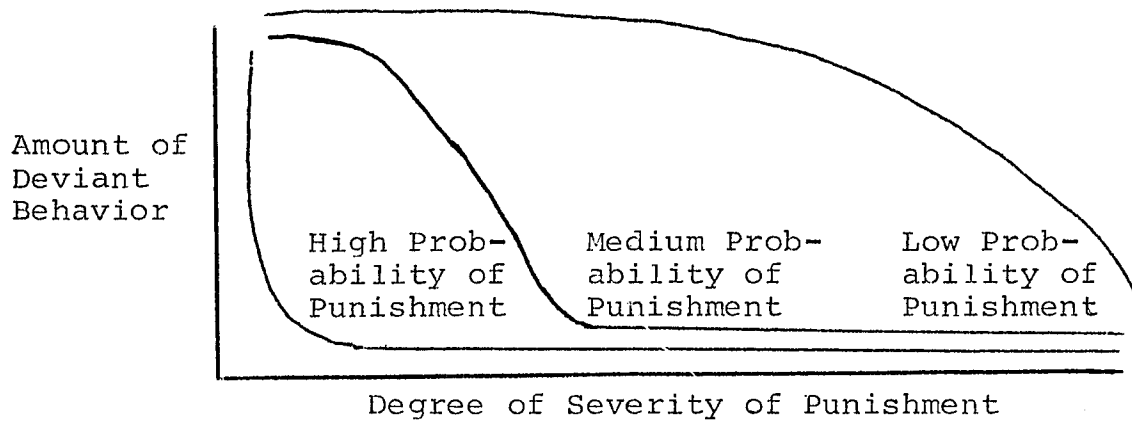 Amount of
Deviant
Behavior
High Prob-
ability of
Punishment
Medium Prob-
ability of
Punishment
Low Prob-
ability of
Punishment
Degree of Severity of Punishment